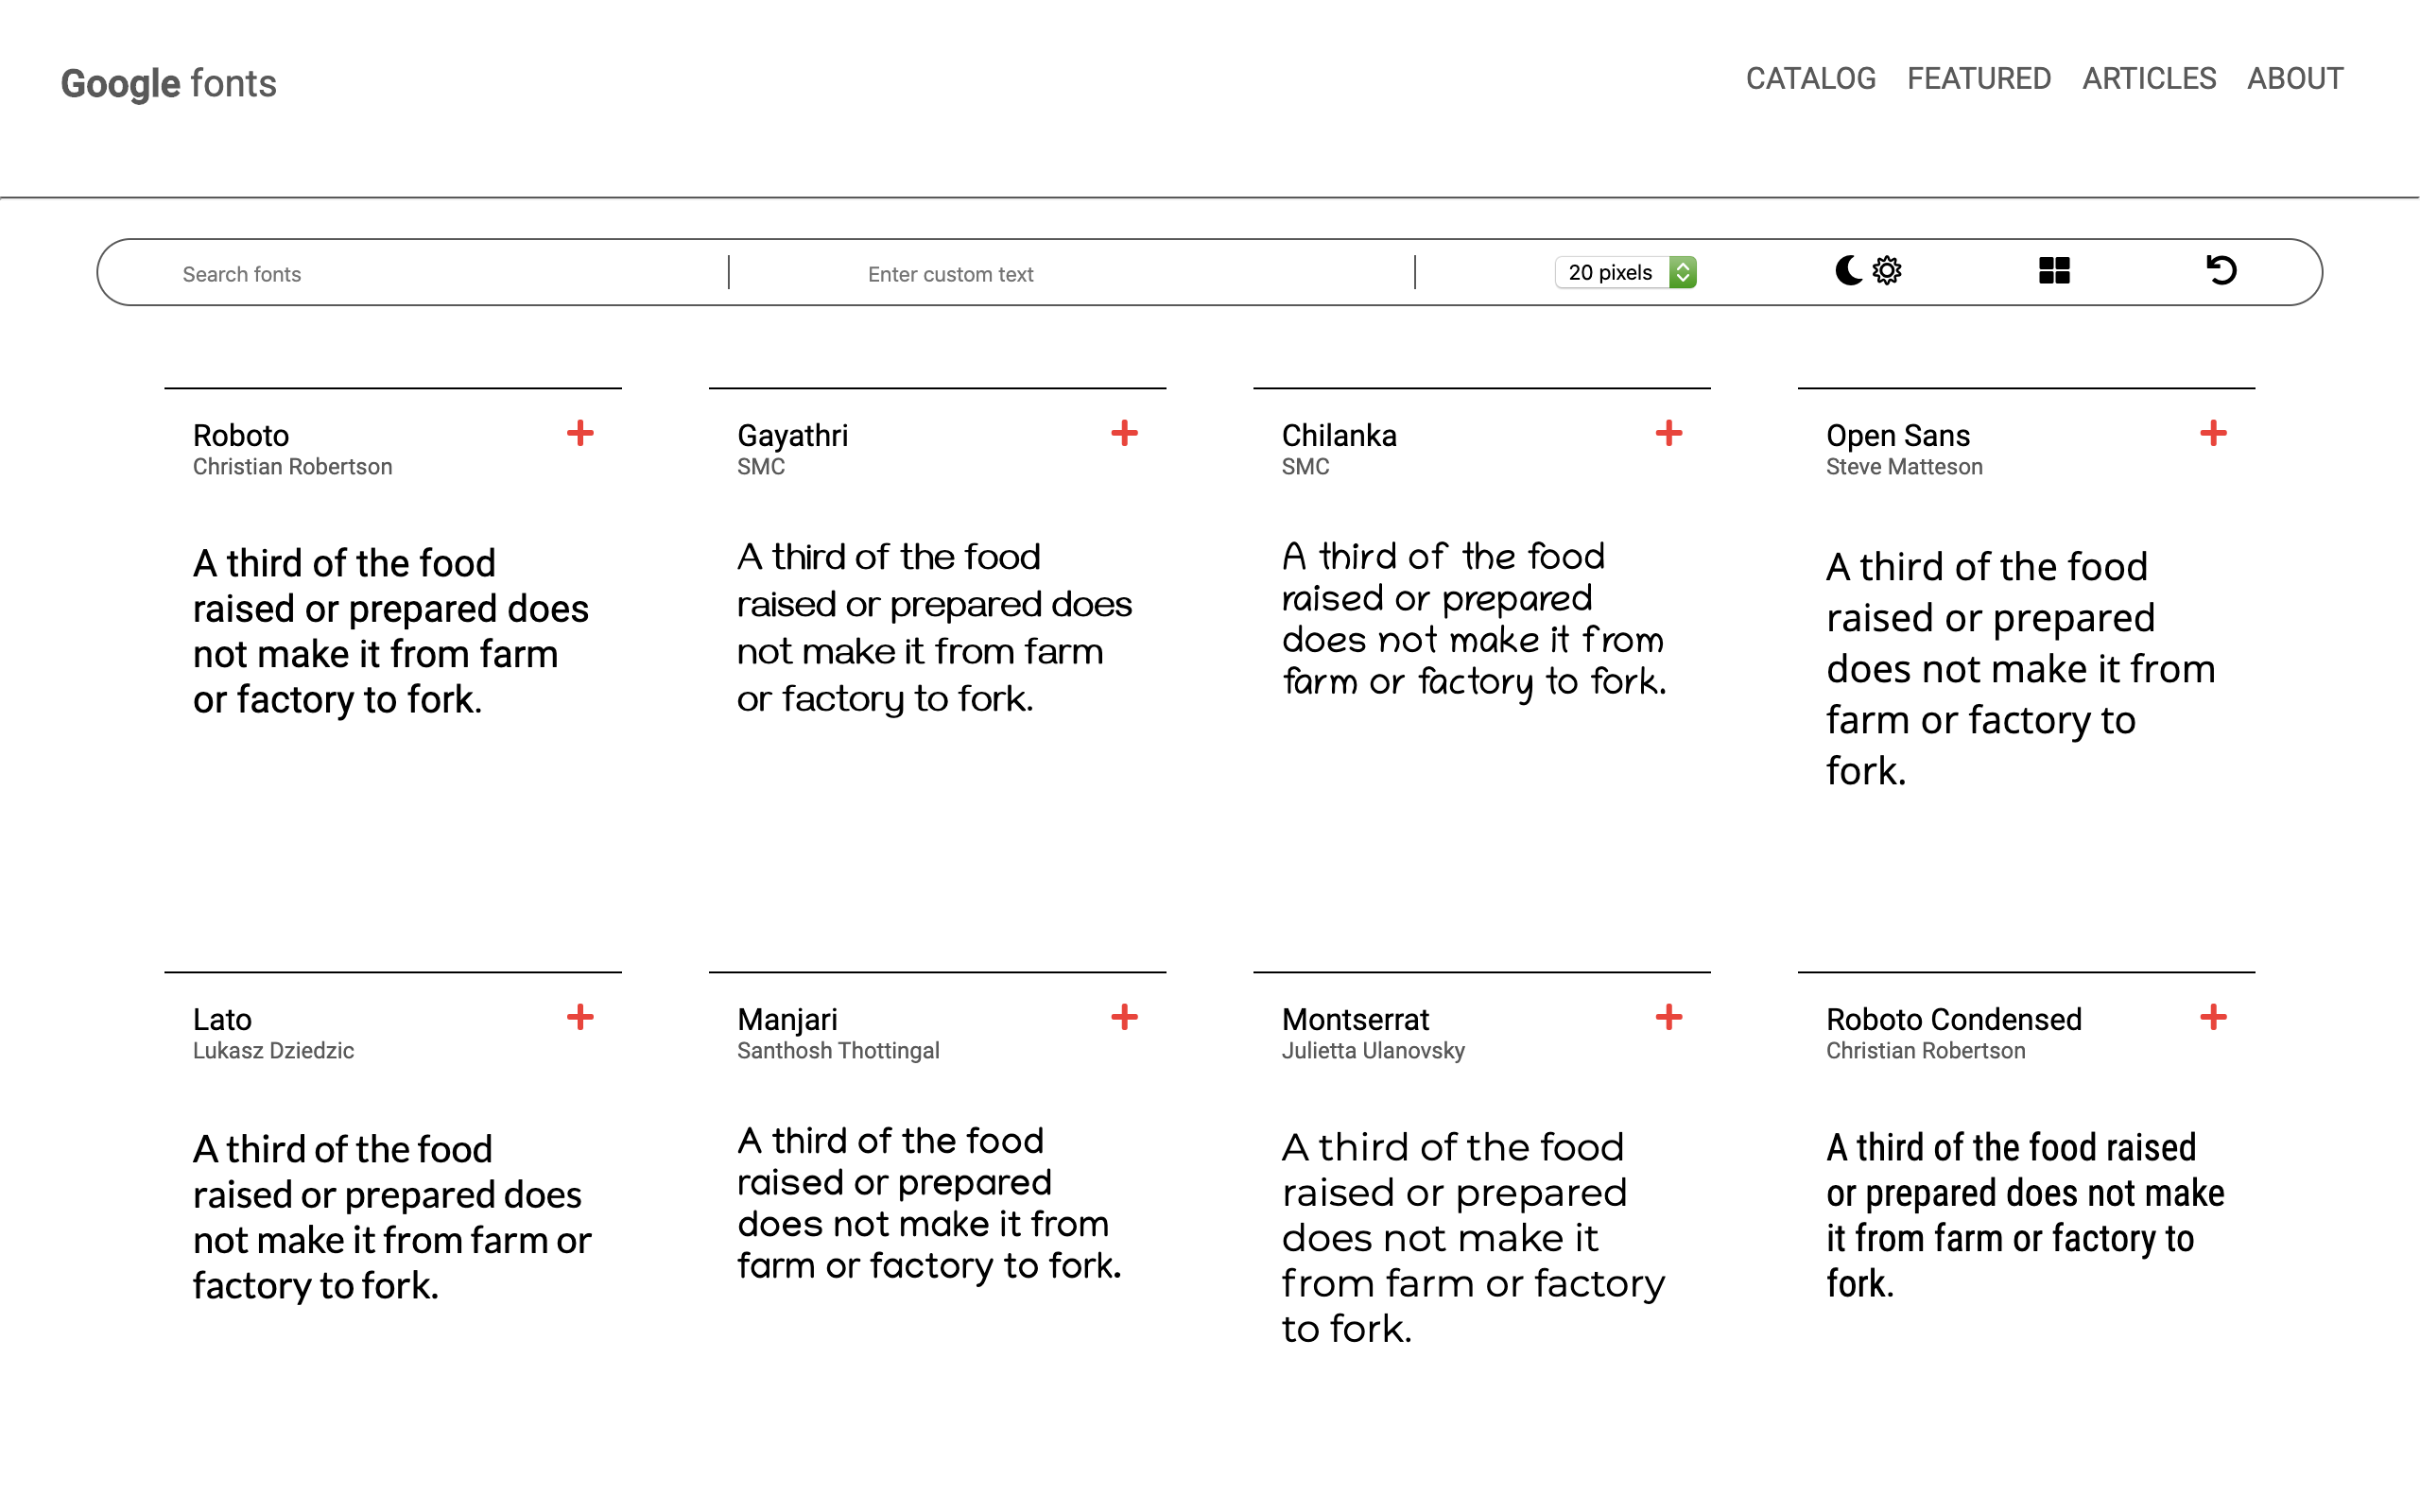 Google fonts
CATALOG FEATURED ARTICLES ABOUT
Search fonts
Enter custom text
20 pixels
Roboto
Christian Robertson
A third of the food
raised or prepared does
not make it from farm
or factory to fork.
Gayathri
SMC
A third of the food
raised or prepared does
not make it from farm
or factory to fork.
Chilanka
SMC
A third of the food
raised or prepared
does not make it from
farm or factory to fork.
Open Sans
Steve Matteson
A third of the food
raised or prepared
does not make it from
farm or factory to
fork.
Lato
Lukasz Dziedzic
A third of the food
raised or prepared does
not make it from farm or
factory to fork.
Manjari
Santhosh Thottingal
A third of the food
raised or prepared
does not make it from
farm or factory to fork.
Montserrat
Julietta Ulanovsky
A third of the food
raised or prepared
does not make it
from farm or factory
to fork.
Roboto Condensed
Christian Robertson
A third of the food raised
or prepared does not make
it from farm or factory to
fork.